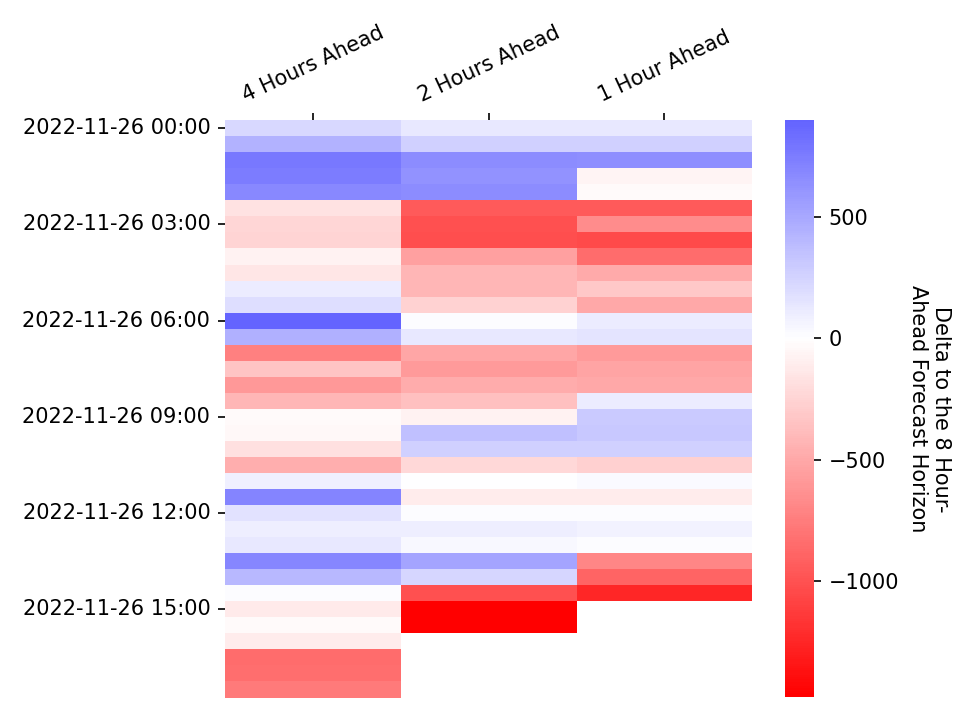 4 Hours Ahead
2 Hours Ahead
1 Hour Ahead
2022-11-26 00:00
2022-11-26 03:00
2022-11-26 06:00
2022-11-26 09:00
2022-11-26 12:00
2022-11-26 15:00
500
0
−500
−1000
Delta to the 8 Hour-
Ahead Forecast Horizon